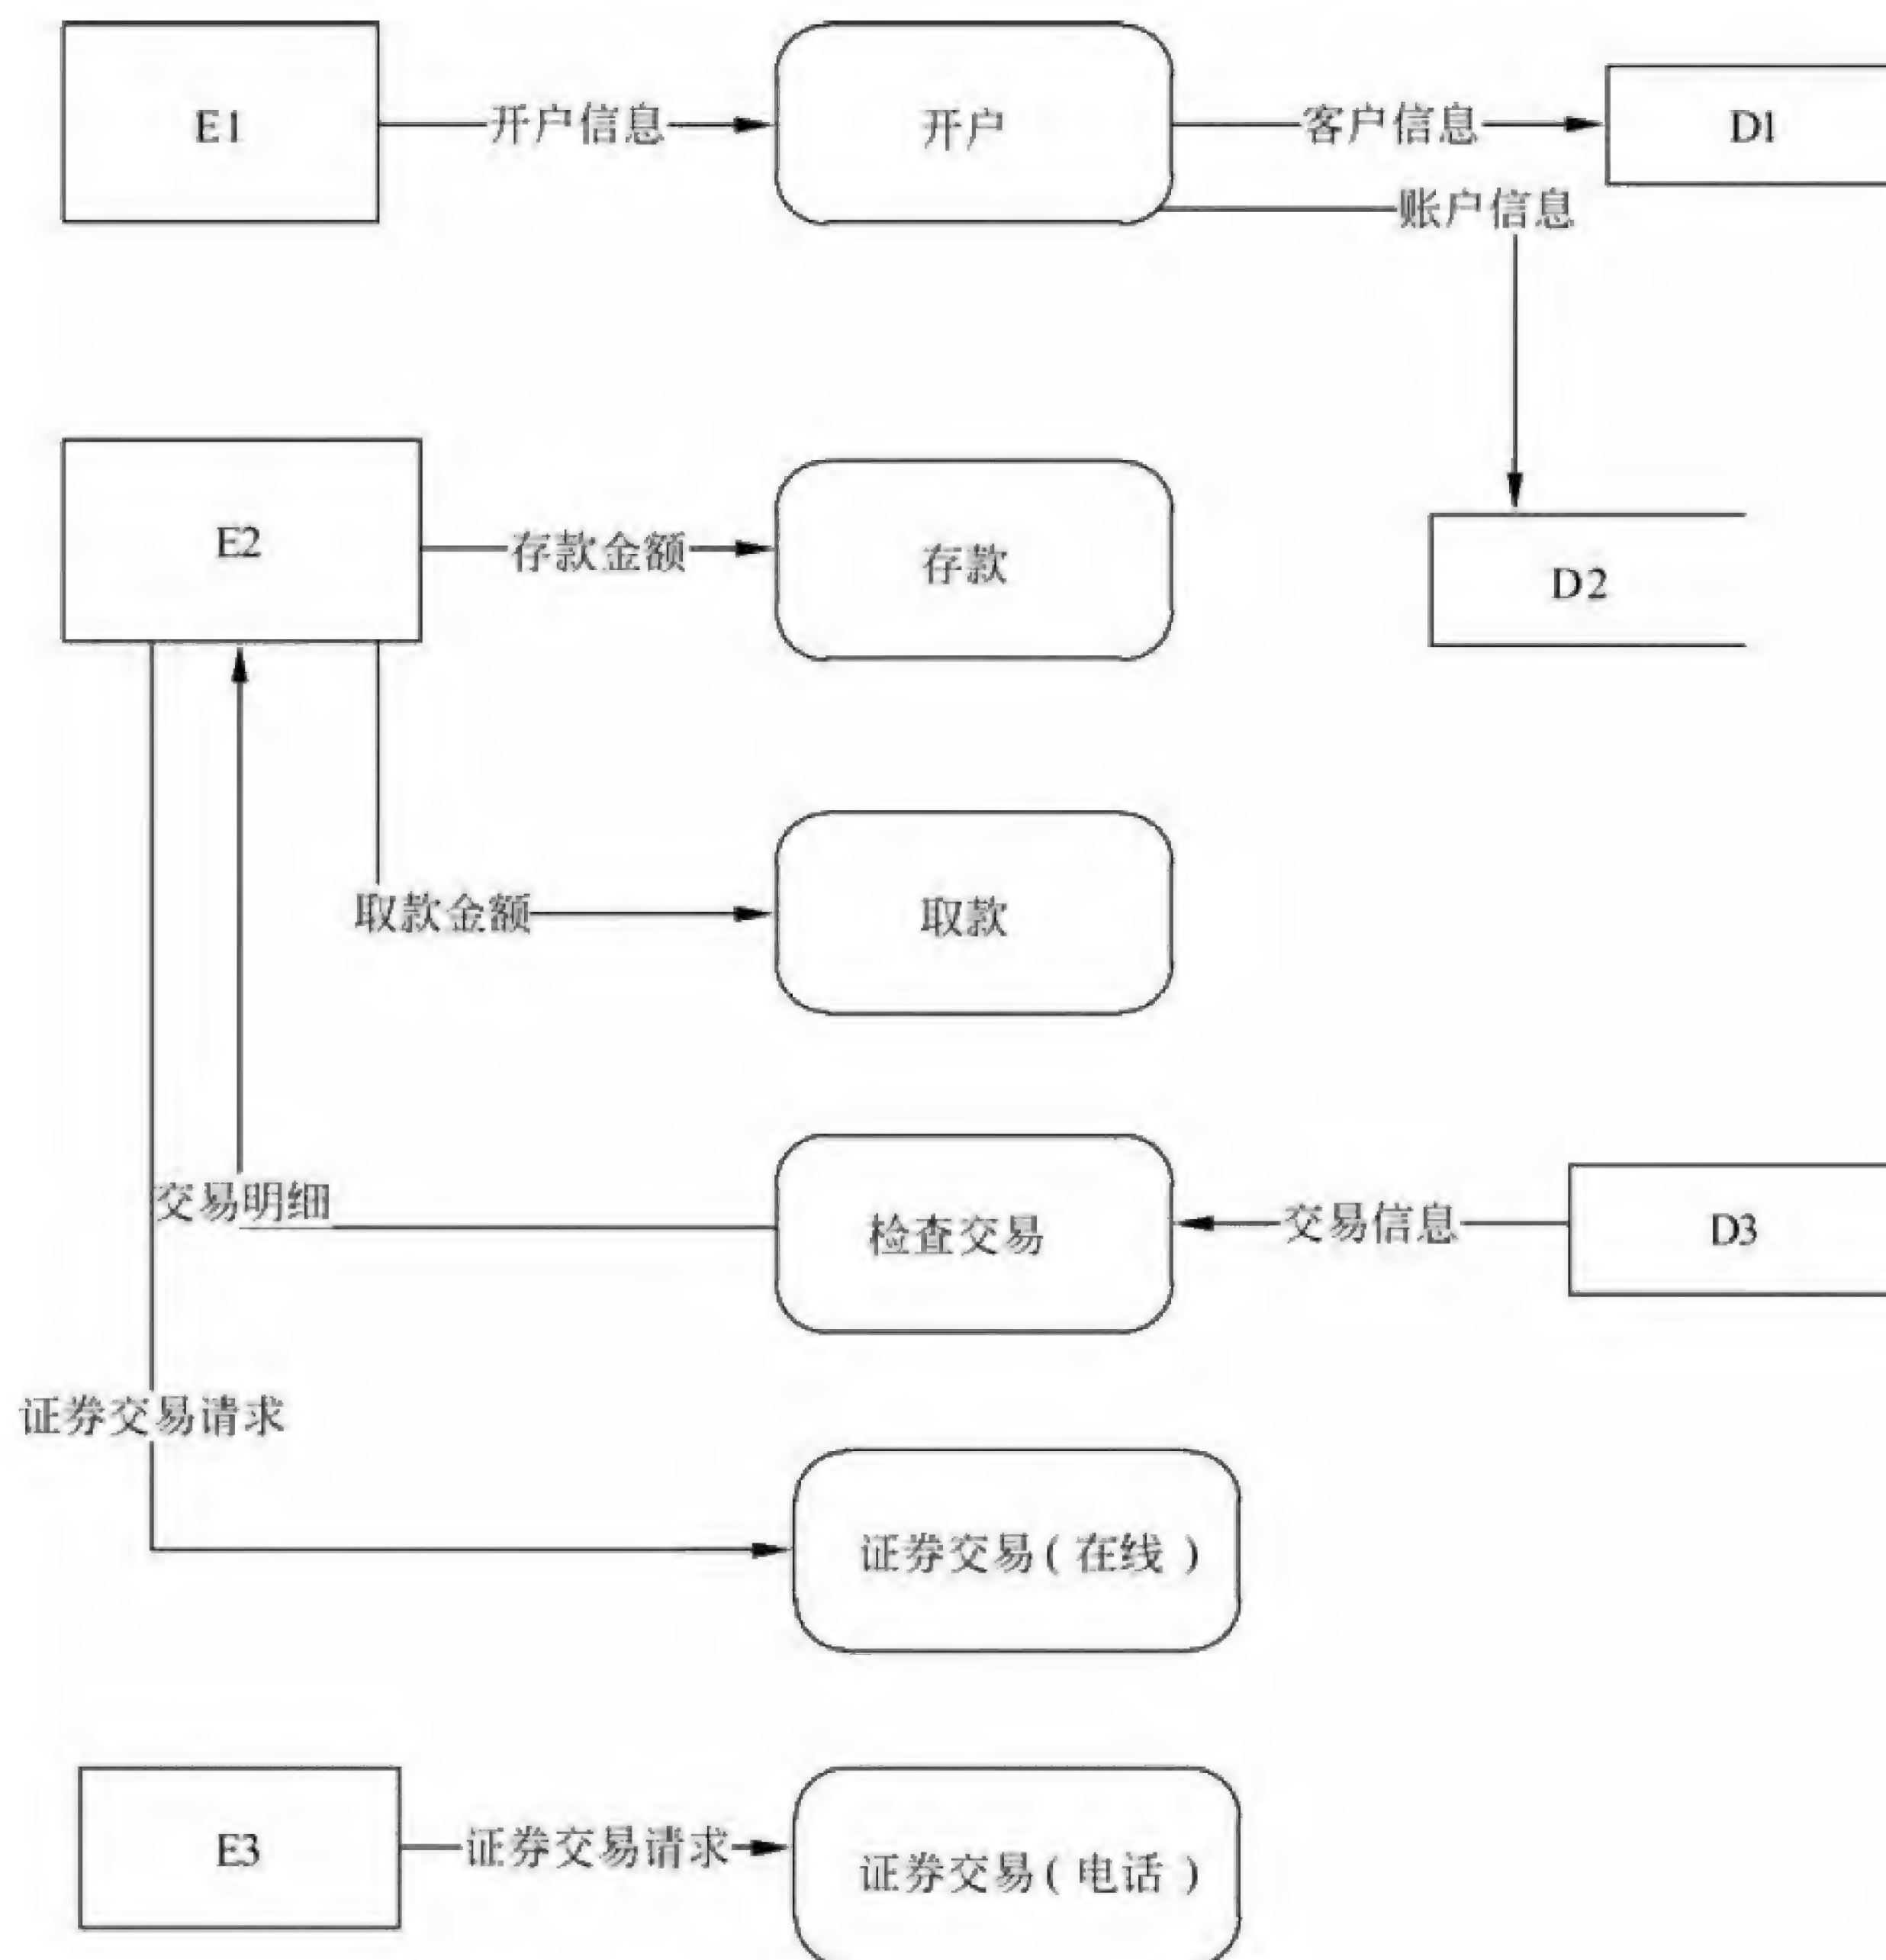 E1
开户信息
开户
客户信息
D1
账户信息
E2
存款金额
存款
D2
取款金额
取款
交易明细
检查交易
交易信息
D3
证券交易请求
证券交易(在线)
E3
证券交易请求
证券交易(电话)